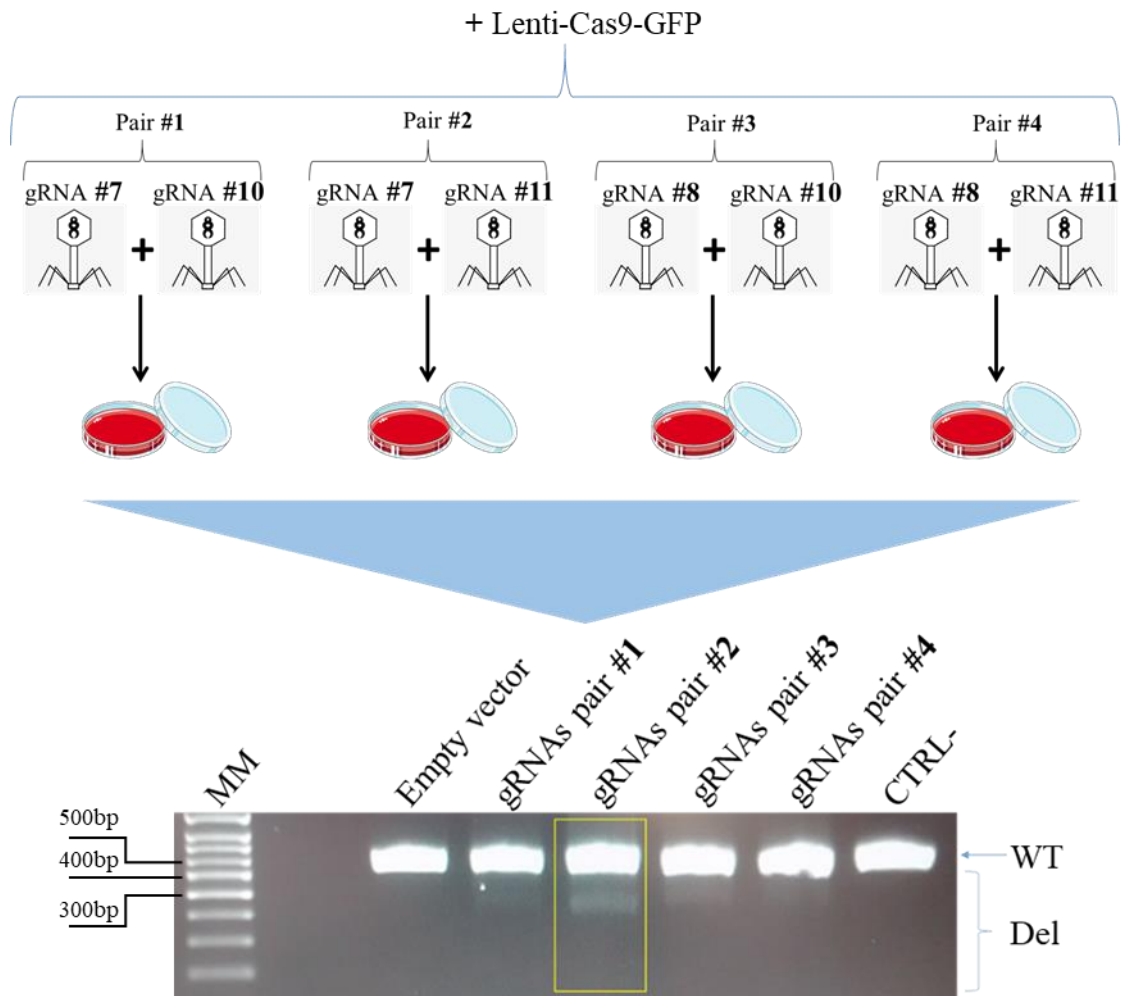 + Lenti-Cas9-GFP
Pair #1
Pair #2
Pair #3
Pair #4
gRNA #7
gRNA #10
gRNA #7
gRNA #11
gRNA #8
gRNA #10
gRNA #8
gRNA #11
+
+
+
+
MM
Empty vector
gRNAs pair #1
gRNAs pair #2
gRNAs pair #3
gRNAs pair #4
CTRL-
500bp
400bp
300bp
WT
Del